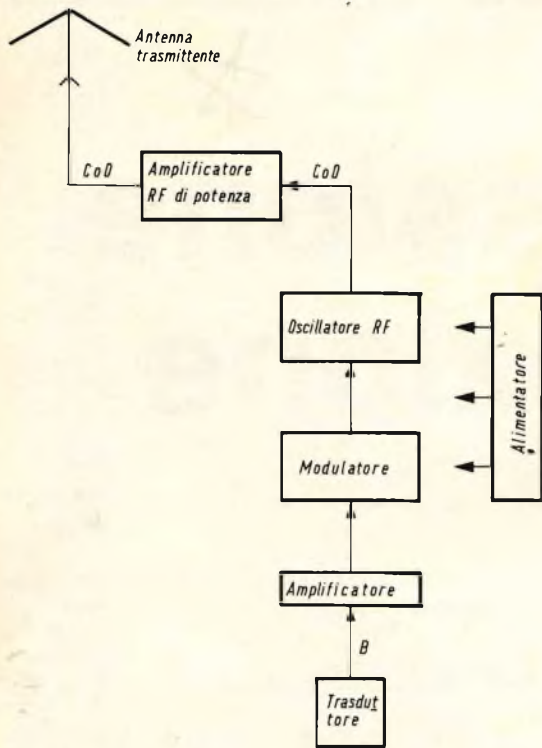 Antenna
trasmittente
CoD
Amplificatore
RF di potenza
CoD
Oscillatore RF
Alimentatore
Modulatore
Amplificatore
B
Trasdut
tore